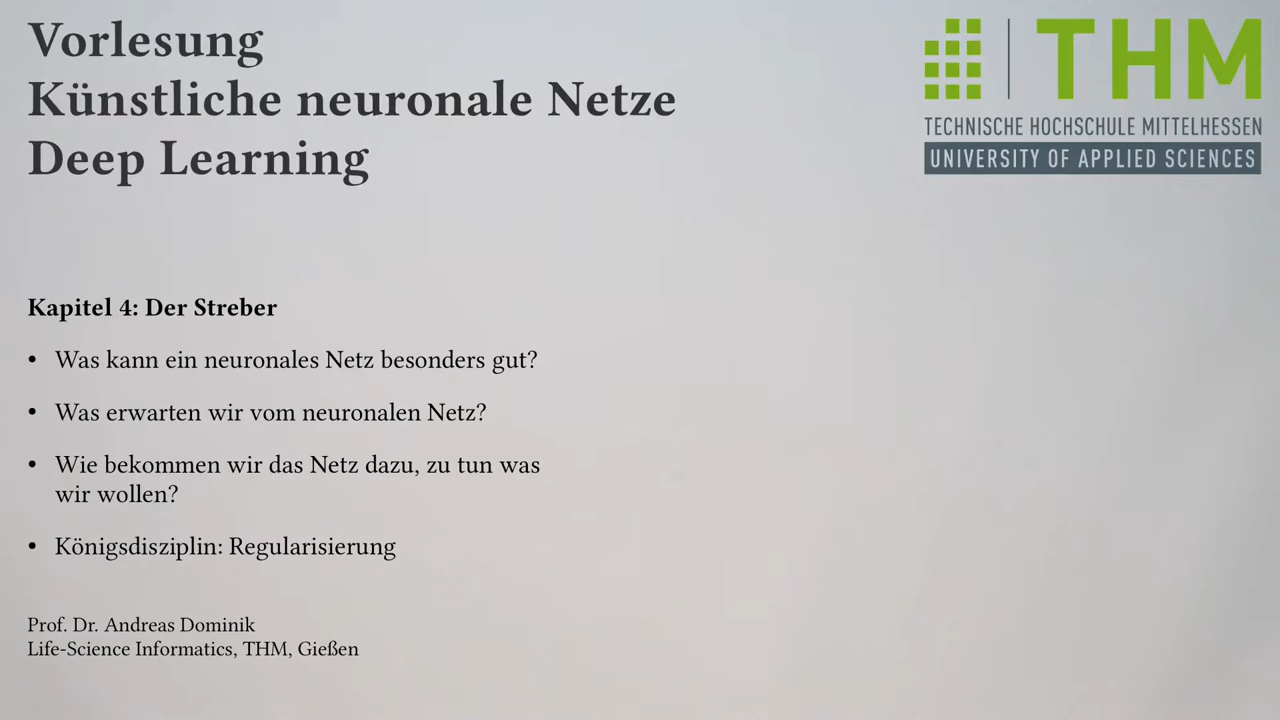 Vorlesung
Künstliche neuronale Netze
Deep Learning
THM
TECHNISCHE HOCHSCHULE MITTELHESSEN
UNIVERSITY OF APPLIED SCIENCES
Kapitel 4: Der Streber
• Was kann ein neuronales Netz besonders gut?
• Was erwarten wir vom neuronalen Netz?
• Wie bekommen wir das Netz dazu, zu tun was
wir wollen?
• Königsdisziplin: Regularisierung
Prof. Dr. Andreas Dominik
Life-Science Informatics, THM, Gießen